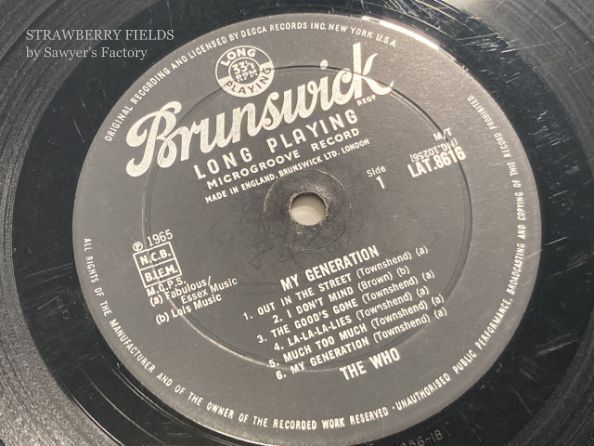 STRAWBERRY FIELDS
by Sawyer's Factory
ORIGINAL RECORDING AND LICENSED BY DECCA RECORDS INC. NEW YORK. U.S.A.
LONG
33⅓
RPM
PLAYING
Brunswick
REGD
LONG PLAYING
MICROGROOVE RECORD
MADE IN ENGLAND, BRUNSWICK LTD. LONDON
Side
1
M/T
LAT.8616
℗ 1965
N.C.B.
B.I.E.M.
M.C.P.S.
(a) Fabulous/
Essex Music
(b) Lois Music
MY GENERATION
1. OUT IN THE STREET (Townshend) (a)
2. I DON'T MIND (Brown) (b)
3. THE GOOD'S GONE (Townshend) (a)
4. LA-LA-LA-LIES (Townshend) (a)
5. MUCH TOO MUCH (Townshend) (a)
6. MY GENERATION (Townshend) (a)
THE WHO
ALL RIGHTS OF THE MANUFACTURER AND OF THE OWNER OF THE RECORDED WORK RESERVED - UNAUTHORISED PUBLIC PERFORMANCE, BROADCASTING AND COPYING OF THIS RECORD PROHIBITED